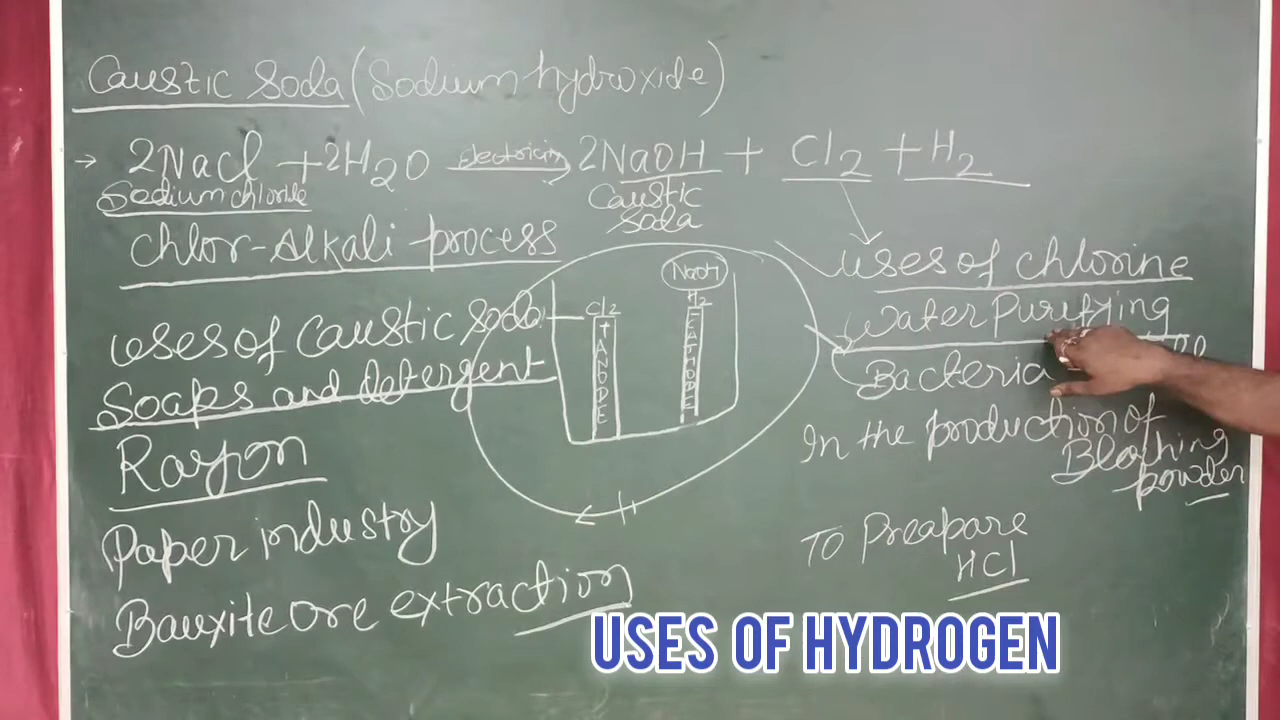 Caustic Soda (Sodium hydroxide)
→ 2NaCl + 2H2O electricity 2NaOH + Cl2 + H2
Sodium chloride
Caustic
Soda
Chlor-Alkali process
uses of Caustic Soda
Soaps and detergent
Rayon
Paper industry
Bauxite ore extraction
NaOH
Cl2
H2
+ ANODE
- CATHODE
uses of chlorine
Water Purifying
Bacteria
In the production of
powder
To Preapare
HCl
USES OF HYDROGEN